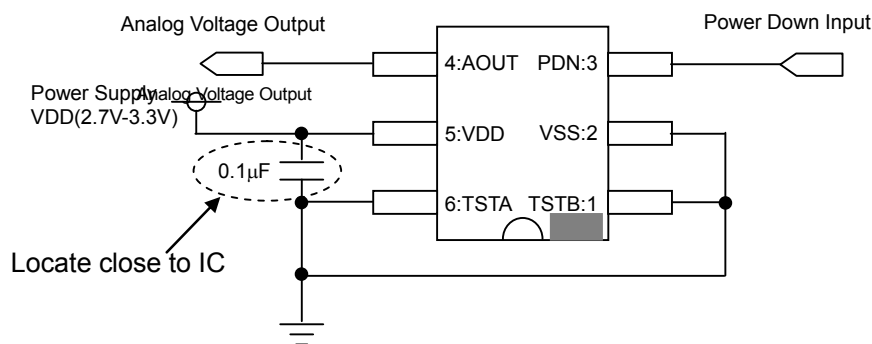 Analog Voltage Output
Power Down Input
4:AOUT PDN:3
Power Supply
Analog Voltage Output
VDD(2.7V-3.3V)
5:VDD VSS:2
0.1μF
6:TSTA TSTB:1
Locate close to IC